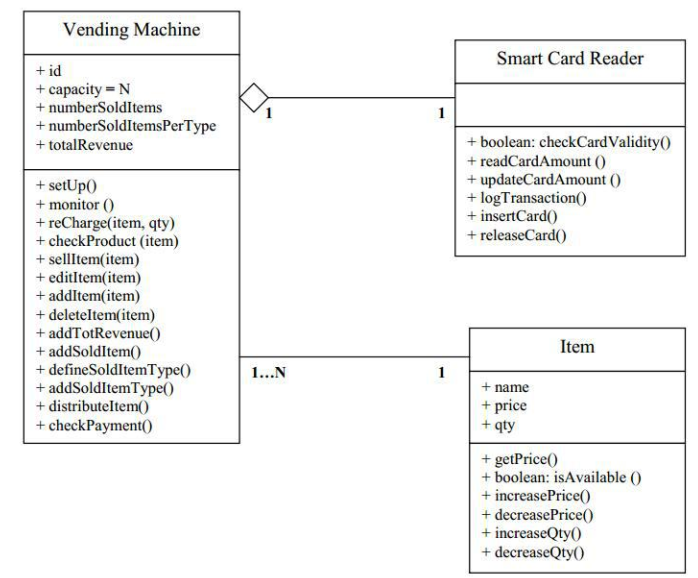 Vending Machine
+ id
+ capacity = N
+ numberSoldItems
+ numberSoldItemsPerType
+ totalRevenue
+ setUp()
+ monitor ()
+ reCharge(item, qty)
+ checkProduct (item)
+ sellItem(item)
+ editItem(item)
+ addItem(item)
+ deleteItem(item)
+ addTotRevenue()
+ addSoldItem()
+ defineSoldItemType()
+ addSoldItemType()
+ distributeItem()
+ checkPayment()
1
1
Smart Card Reader
+ boolean: checkCardValidity()
+ readCardAmount ()
+ updateCardAmount ()
+ logTransaction()
+ insertCard()
+ releaseCard()
1...N
1
Item
+ name
+ price
+ qty
+ getPrice()
+ boolean: isAvailable ()
+ increasePrice()
+ decreasePrice()
+ increaseQty()
+ decreaseQty()